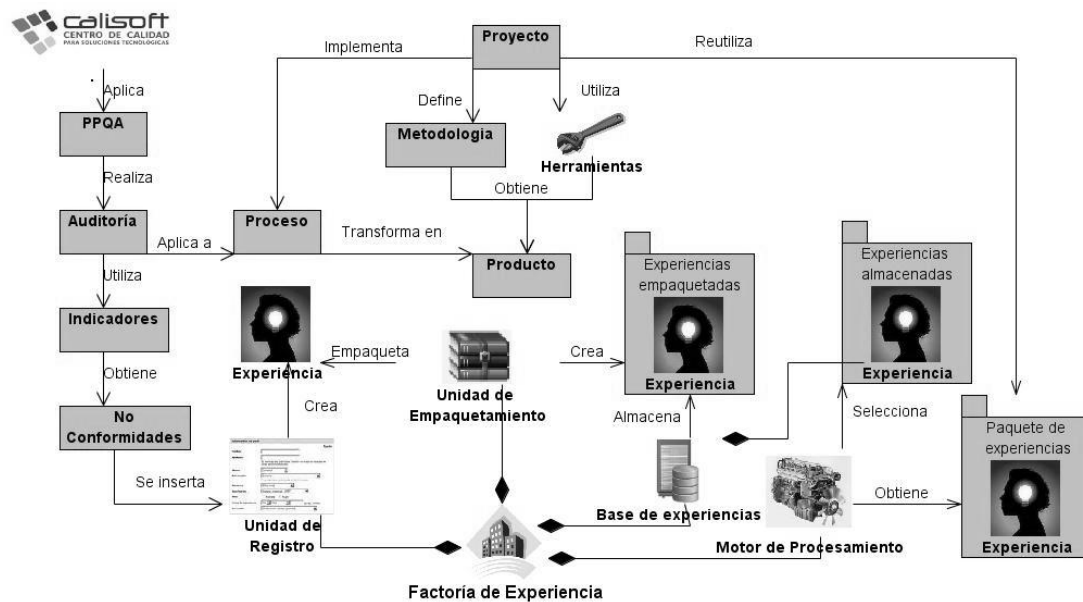 calisoft
CENTRO DE CALIDAD
PARA SOLUCIONES TECNOLÓGICAS
Proyecto
Implementa
Reutiliza
Aplica
Define
Utiliza
PPQA
Metodologia
Herramientas
Realiza
Obtiene
Auditoría
Aplica a
Proceso
Transforma en
Producto
Experiencias
empaquetadas
Experiencia
Experiencias
almacenadas
Experiencia
Utiliza
Indicadores
Experiencia
Empaqueta
Unidad de
Empaquetamiento
Crea
Obtiene
Crea
Almacena
Selecciona
No
Conformidades
Paquete de
experiencias
Experiencia
Se inserta
Unidad de
Registro
Base de experiencias
Motor de Procesamiento
Obtiene
Factoría de Experiencia